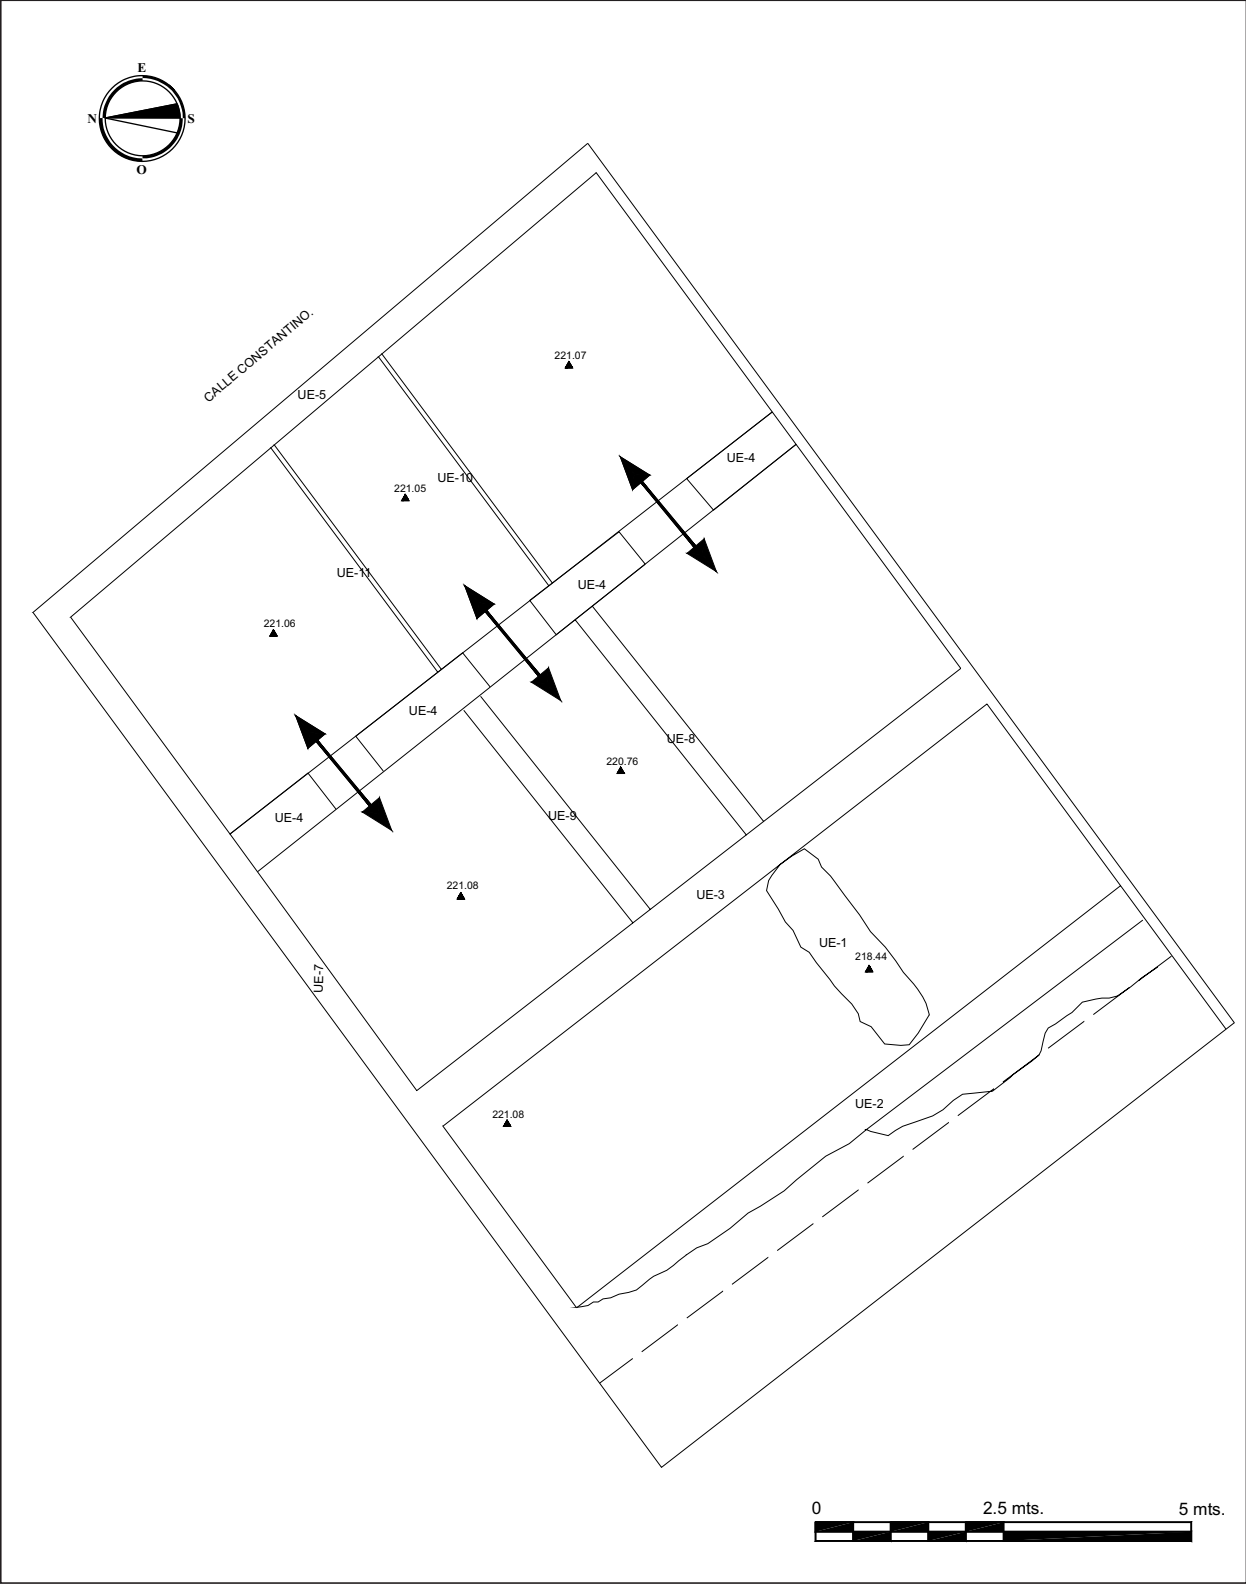 E
N
S
O
CALLE CONSTANTINO.
221.07
UE-5
UE-4
UE-10
221.05
UE-11
UE-4
221.06
UE-4
UE-8
220.76
UE-4
UE-9
221.08
UE-3
UE-1
218.44
UE-7
UE-2
221.08
0 2.5 mts. 5 mts.